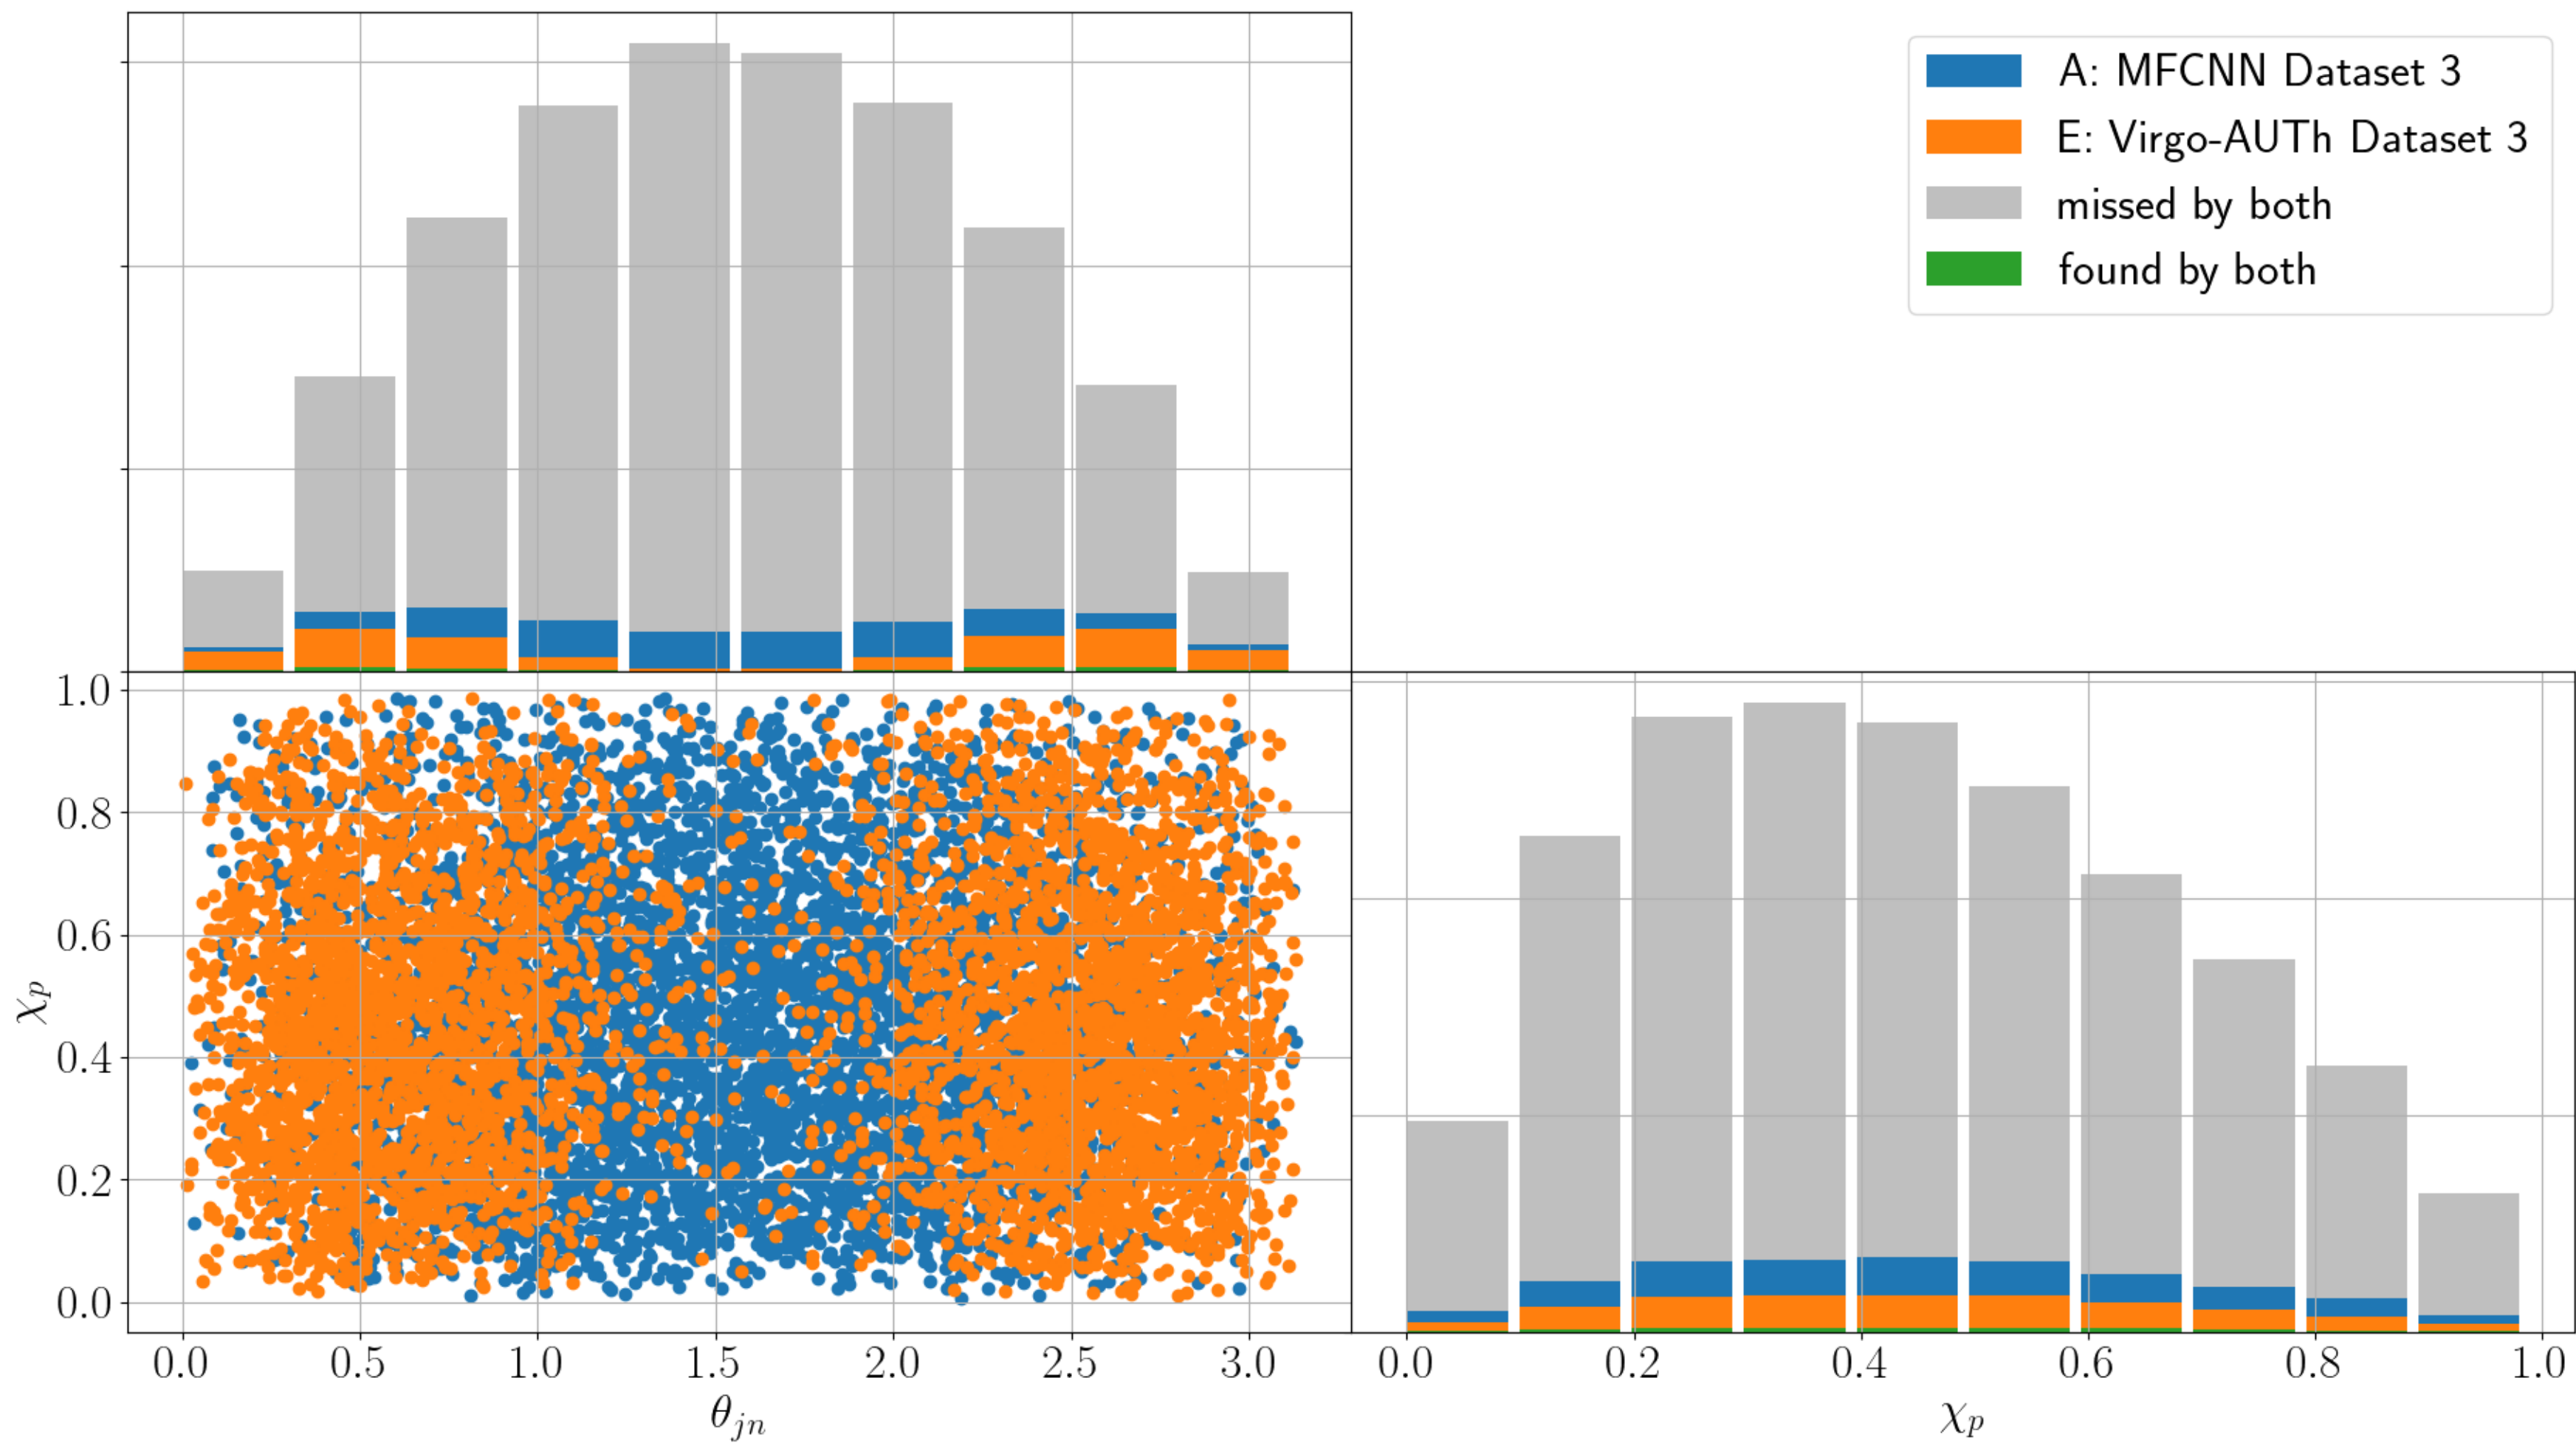 A: MFCNN Dataset 3
E: Virgo-AUTh Dataset 3
missed by both
found by both
1.0
0.8
0.6
0.4
0.2
0.0
χp
0.0 0.5 1.0 1.5 2.0 2.5 3.0
θjn
0.0 0.2 0.4 0.6 0.8 1.0
χp